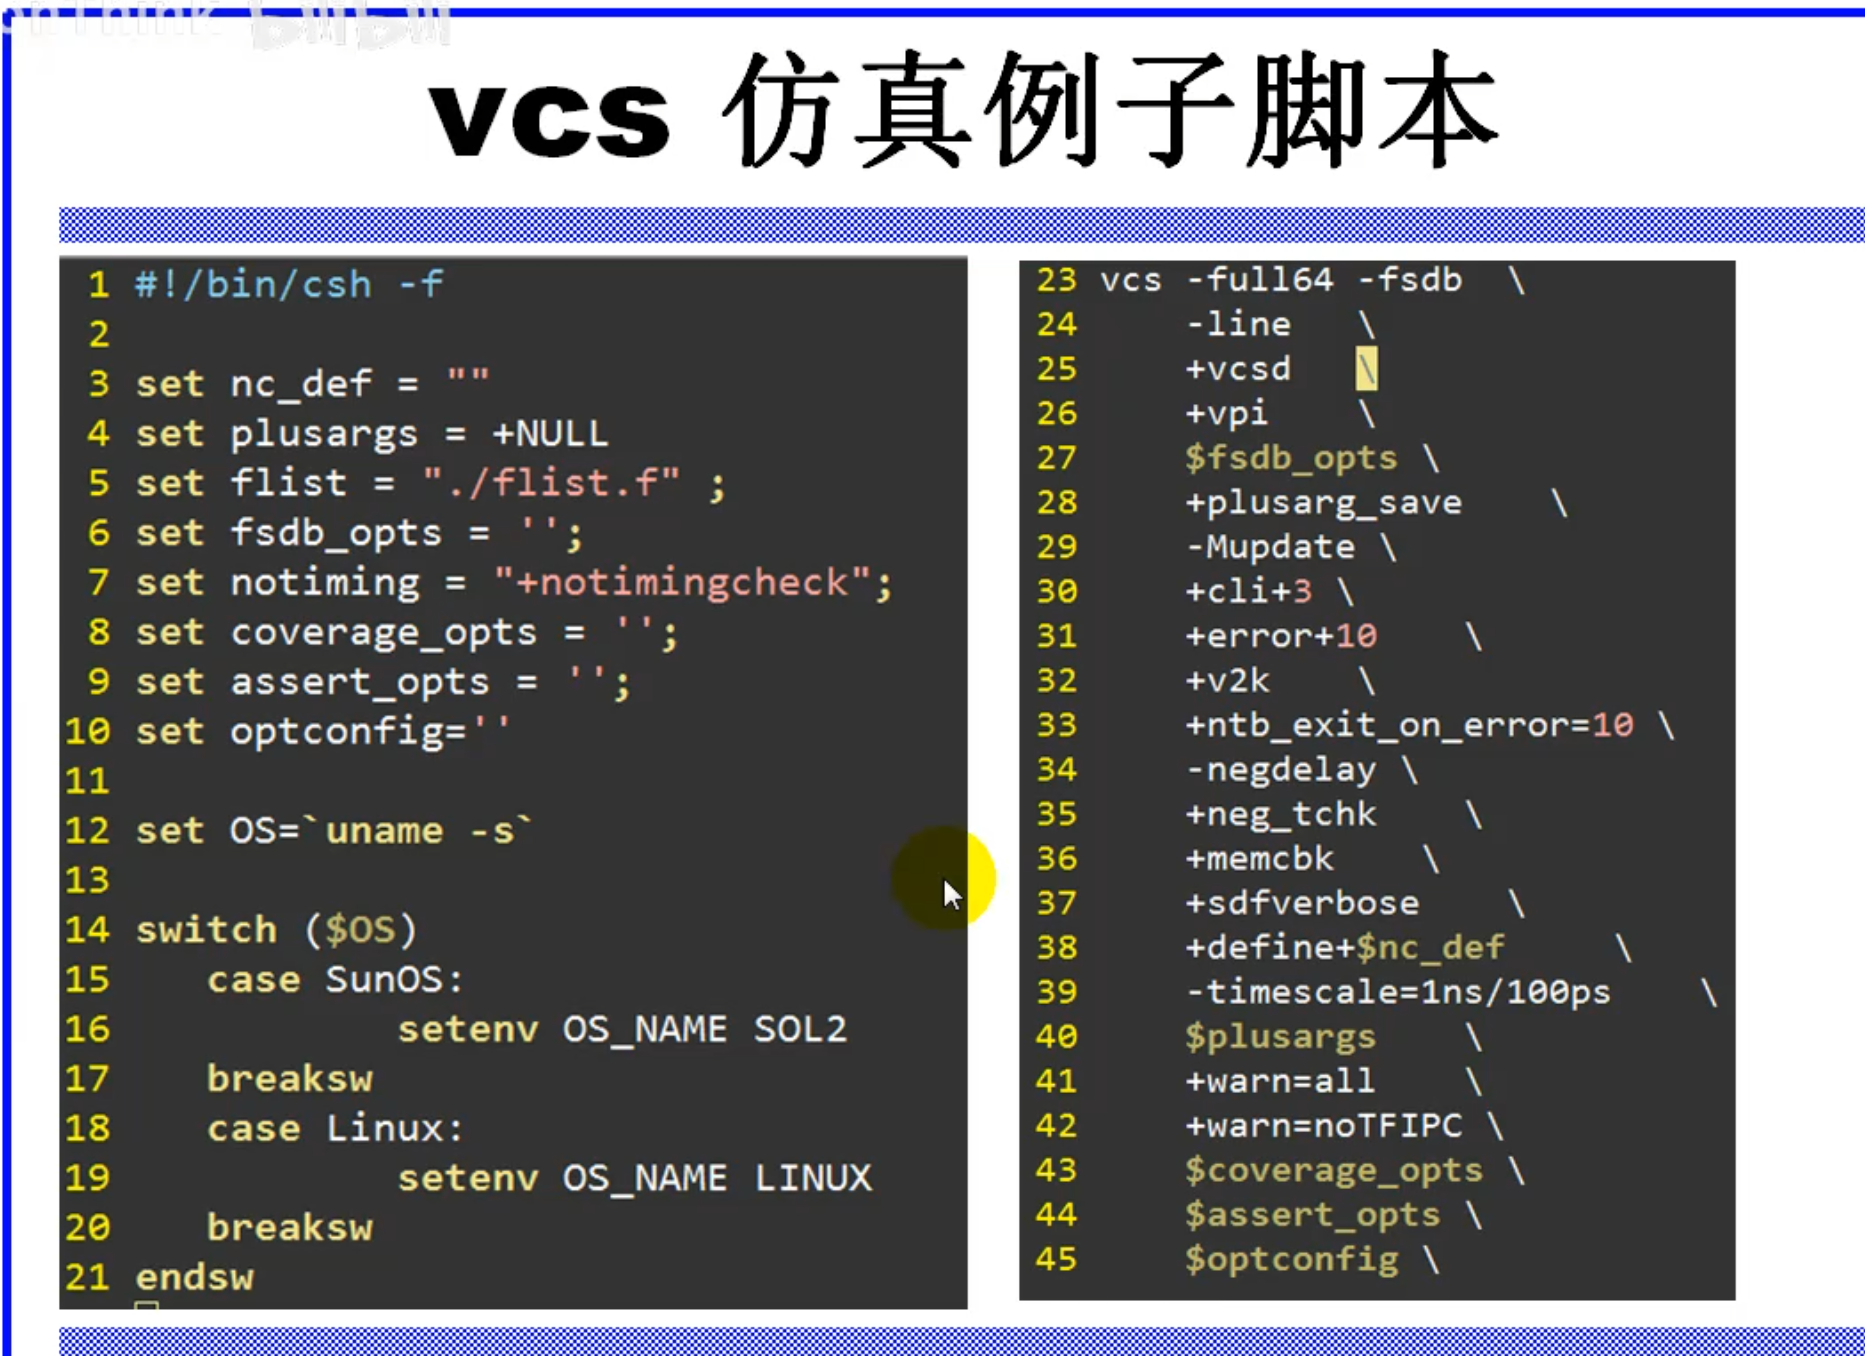 bilibili
vcs 仿真例子脚本
1 #!/bin/csh -f
2
3 set nc_def = ""
4 set plusargs = +NULL
5 set flist = "./flist.f" ;
6 set fsdb_opts = '';
7 set notiming = "+notimingcheck";
8 set coverage_opts = '';
9 set assert_opts = '';
10 set optconfig=''
11
12 set OS=`uname -s`
13
14 switch ($OS)
15 case SunOS:
16 setenv OS_NAME SOL2
17 breaksw
18 case Linux:
19 setenv OS_NAME LINUX
20 breaksw
21 endsw
23 vcs -full64 -fsdb \
24 -line \
25 +vcsd \
26 +vpi \
27 $fsdb_opts \
28 +plusarg_save \
29 -Mupdate \
30 +cli+3 \
31 +error+10 \
32 +v2k \
33 +ntb_exit_on_error=10 \
34 -negdelay \
35 +neg_tchk \
36 +memcbk \
37 +sdfverbose \
38 +define+$nc_def \
39 -timescale=1ns/100ps \
40 $plusargs \
41 +warn=all \
42 +warn=noTFIPC \
43 $coverage_opts \
44 $assert_opts \
45 $optconfig \